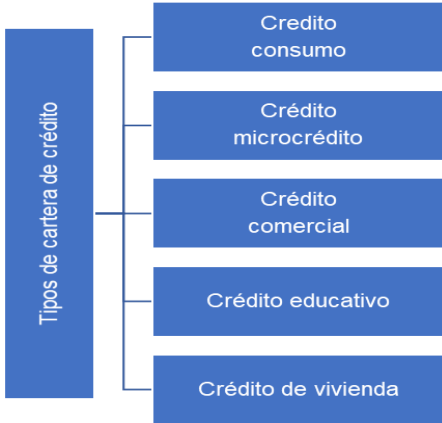 Tipos de cartera de crédito
Credito
consumo
Crédito
microcrédito
Crédito
comercial
Crédito educativo
Crédito de vivienda